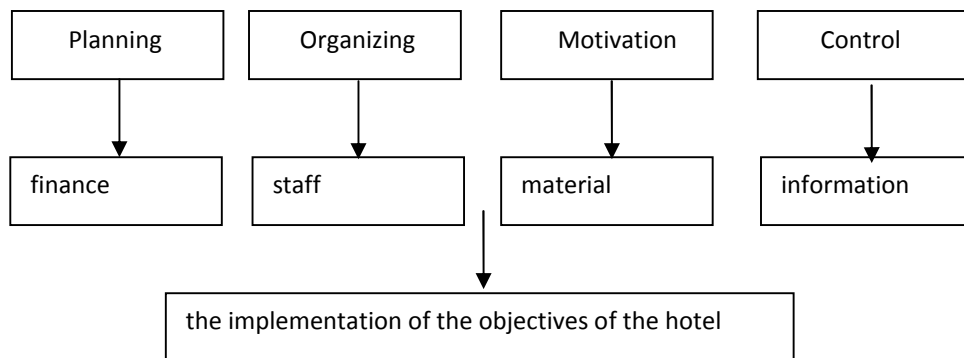 Planning
Organizing
Motivation
Control
finance
staff
material
information
the implementation of the objectives of the hotel